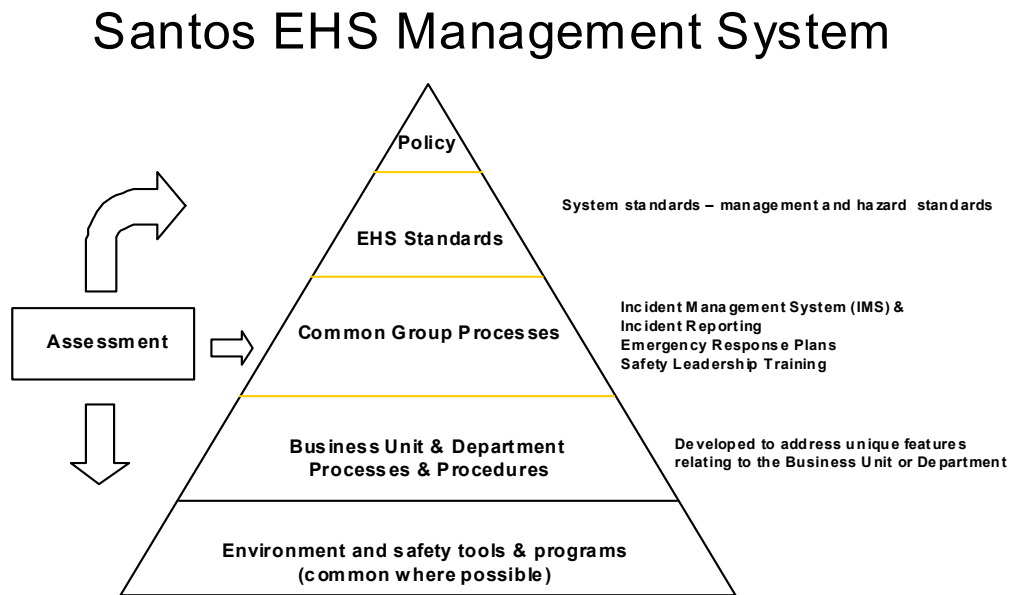 Santos EHS Management System
Policy
System standards – management and hazard standards
EHS Standards
Assessment
Common Group Processes
Incident Management System (IMS) &
Incident Reporting
Emergency Response Plans
Safety Leadership Training
Business Unit & Department
Processes & Procedures
Developed to address unique features
relating to the Business Unit or Department
Environment and safety tools & programs
(common where possible)